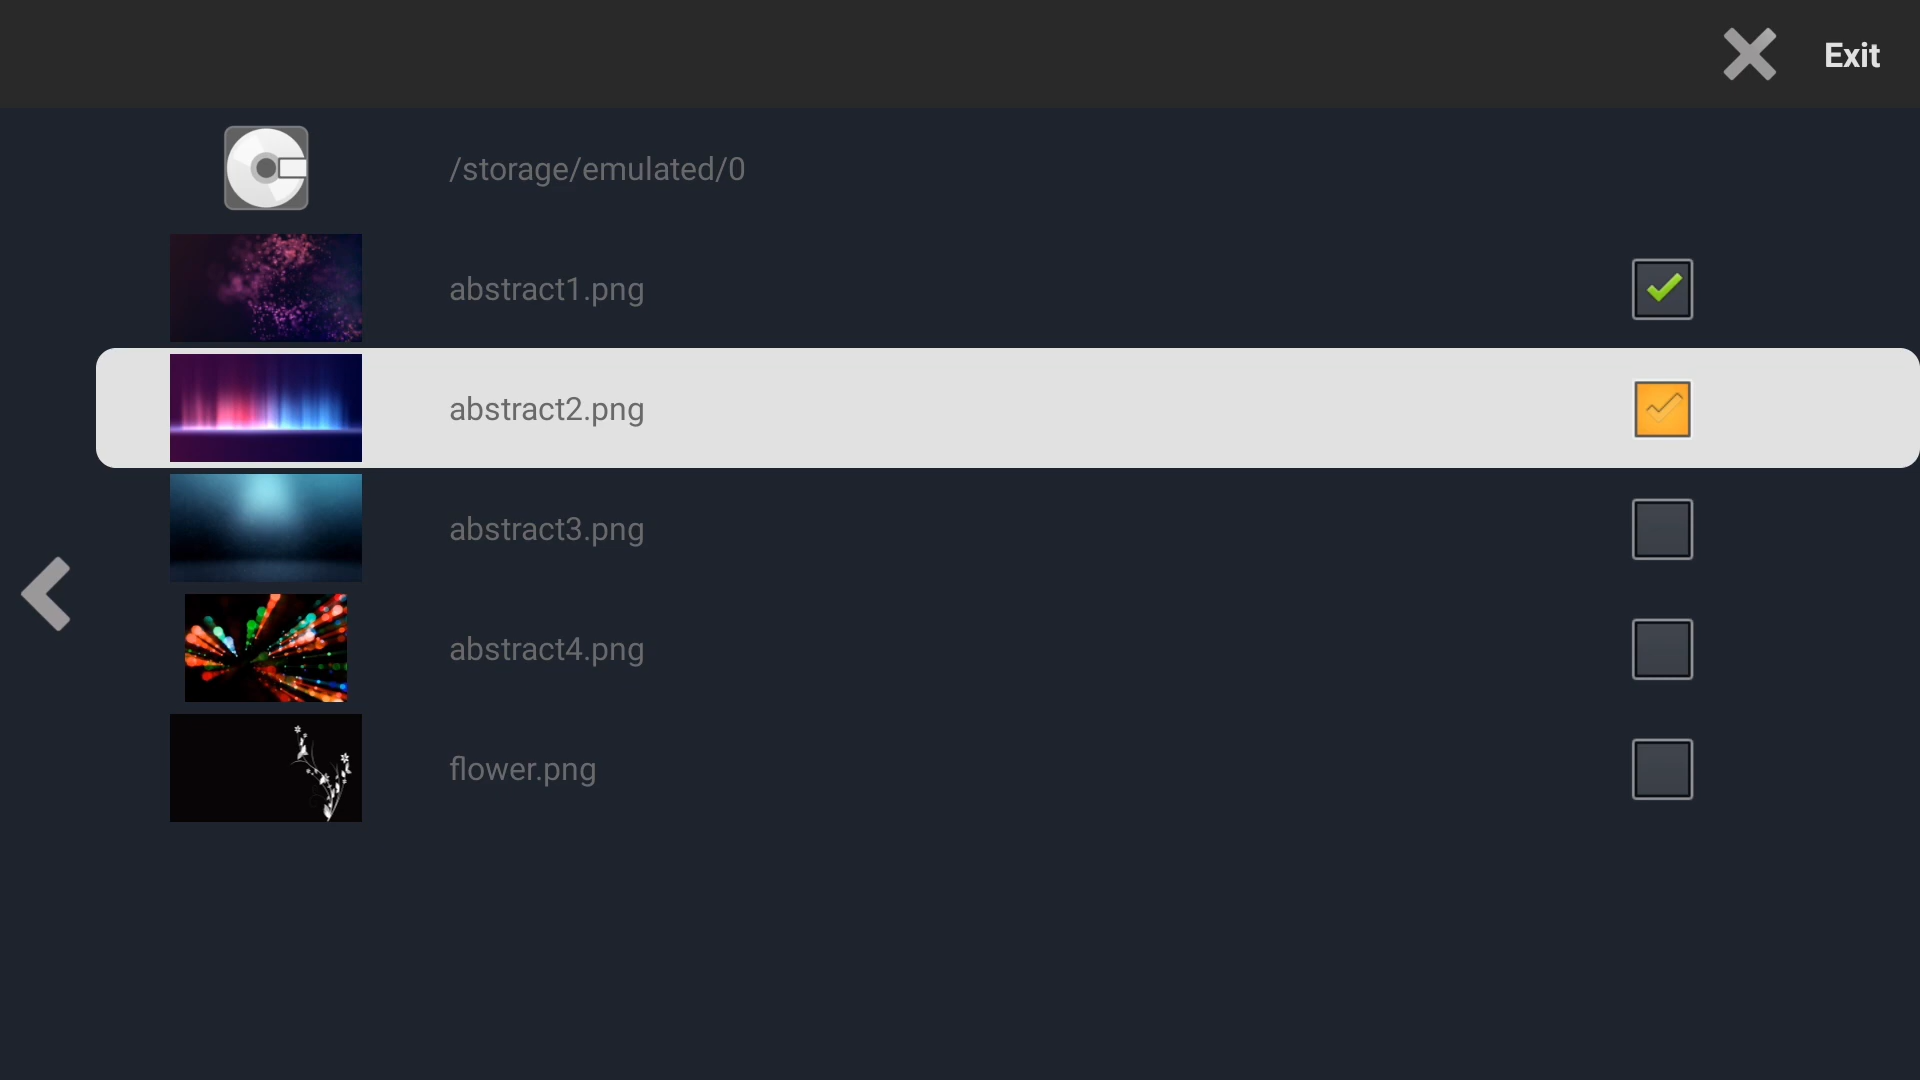 Exit
/storage/emulated/0
abstract1.png
abstract2.png
abstract3.png
abstract4.png
flower.png